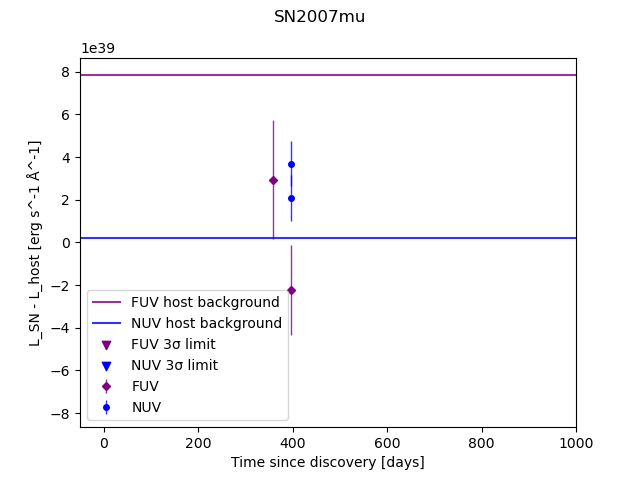 SN2007mu
1e39
8
6
4
2
0
−2
−4
−6
−8
L_SN - L_host [erg s^-1 Å^-1]
FUV host background
NUV host background
FUV 3σ limit
NUV 3σ limit
FUV
NUV
0 200 400 600 800 1000
Time since discovery [days]